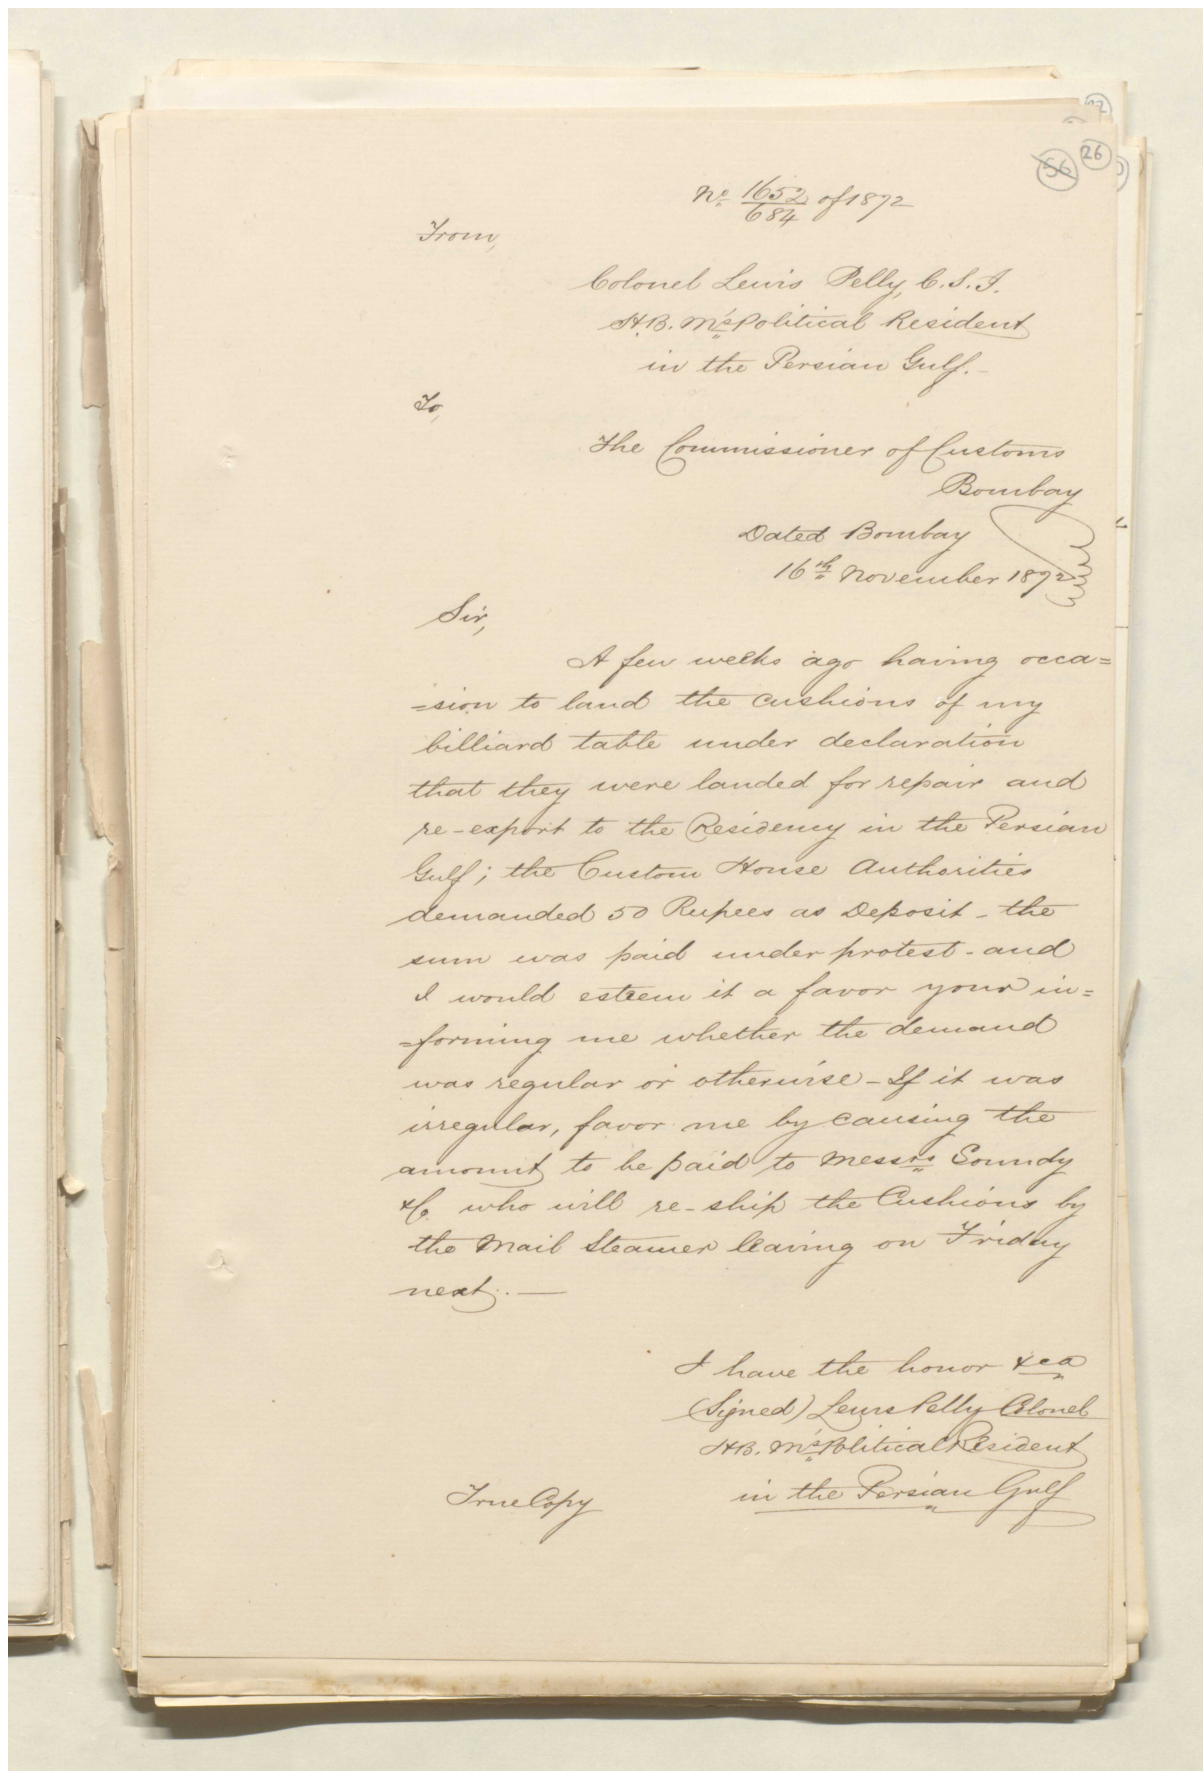 22
56 26
No 1652/684 of 1872
From,
Colonel Lewis Pelly, C.S.I.
H.B. M's Political Resident
in the Persian Gulf.-
To,
The Commissioner of Customs
Bombay
Dated Bombay
16th November 1872
Sir,
A few weeks ago having occa=
=sion to land the cushions of my
billiard table under declaration
that they were landed for repair and
re-export to the Residency in the Persian
Gulf; the Custom House Authorities
demanded 50 Rupees as Deposit - the
sum was paid under protest - and
I would esteem it a favor your in=
=forming me whether the demand
was regular or otherwise - If it was
irregular, favor me by causing the
amount to be paid to Messrs Soundy
&C who will re-ship the Cushions by
the Mail Steamer leaving on Friday
next. —
I have the honor &ca
(Signed) Lewis Pelly Colonel
H.B. M's Political Resident
in the Persian Gulf
True Copy